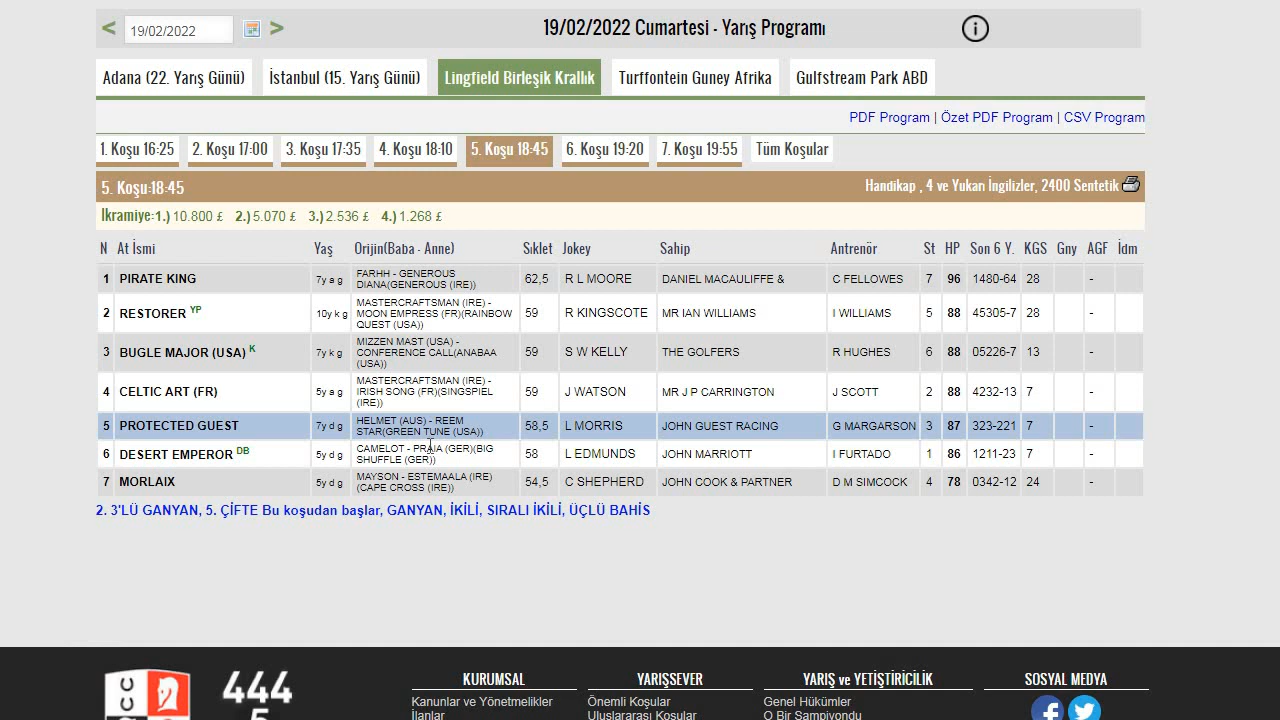 <
19/02/2022
>
19/02/2022 Cumartesi - Yarış Programı
i
Adana (22. Yarış Günü) İstanbul (15. Yarış Günü) Lingfield Birleşik Krallık Turffontein Guney Afrika Gulfstream Park ABD
PDF Program | Özet PDF Program | CSV Program
1. Koşu 16:25 2. Koşu 17:00 3. Koşu 17:35 4. Koşu 18:10 5. Koşu 18:45 6. Koşu 19:20 7. Koşu 19:55 Tüm Koşular
5. Koşu:18:45 Handikap , 4 ve Yukarı İngilizler, 2400 Sentetik
Ikramiye:1.) 10.800 £ 2.) 5.070 £ 3.) 2.536 £ 4.) 1.268 £
N At İsmi Yaş Orijin(Baba - Anne) Sıklet Jokey Sahip Antrenör St HP Son 6 Y. KGS Gny AGF İdm
1 PIRATE KING 7y a g FARHH - GENEROUS DIANA(GENEROUS (IRE)) 62,5 R L MOORE DANIEL MACAULIFFE & C FELLOWES 7 96 1480-64 28 -
2 RESTORER YP 10y k g MASTERCRAFTSMAN (IRE) - MOON EMPRESS (FR)(RAINBOW QUEST (USA)) 59 R KINGSCOTE MR IAN WILLIAMS I WILLIAMS 5 88 45305-7 28 -
3 BUGLE MAJOR (USA) K 7y k g MIZZEN MAST (USA) - CONFERENCE CALL(ANABAA (USA)) 59 S W KELLY THE GOLFERS R HUGHES 6 88 05226-7 13 -
4 CELTIC ART (FR) 5y a g MASTERCRAFTSMAN (IRE) - IRISH SONG (FR)(SINGSPIEL (IRE)) 59 J WATSON MR J P CARRINGTON J SCOTT 2 88 4232-13 7 -
5 PROTECTED GUEST 7y d g HELMET (AUS) - REEM STAR(GREEN TUNE (USA)) 58,5 L MORRIS JOHN GUEST RACING G MARGARSON 3 87 323-221 7 -
6 DESERT EMPEROR DB 5y d g CAMELOT - PRAIA (GER)(BIG SHUFFLE (GER)) 58 L EDMUNDS JOHN MARRIOTT I FURTADO 1 86 1211-23 7 -
7 MORLAIX 5y d g MAYSON - ESTEMAALA (IRE)(CAPE CROSS (IRE)) 54,5 C SHEPHERD JOHN COOK & PARTNER D M SIMCOCK 4 78 0342-12 24 -
2. 3'LÜ GANYAN, 5. ÇİFTE Bu koşudan başlar, GANYAN, İKİLİ, SIRALI İKİLİ, ÜÇLÜ BAHİS
444
KURUMSAL YARIŞSEVER YARIŞ ve YETİŞTİRİCİLİK SOSYAL MEDYA
Kanunlar ve Yönetmelikler Önemli Koşular Genel Hükümler
İlanlar Uluslararası Koşular O Bir Şampiyondu